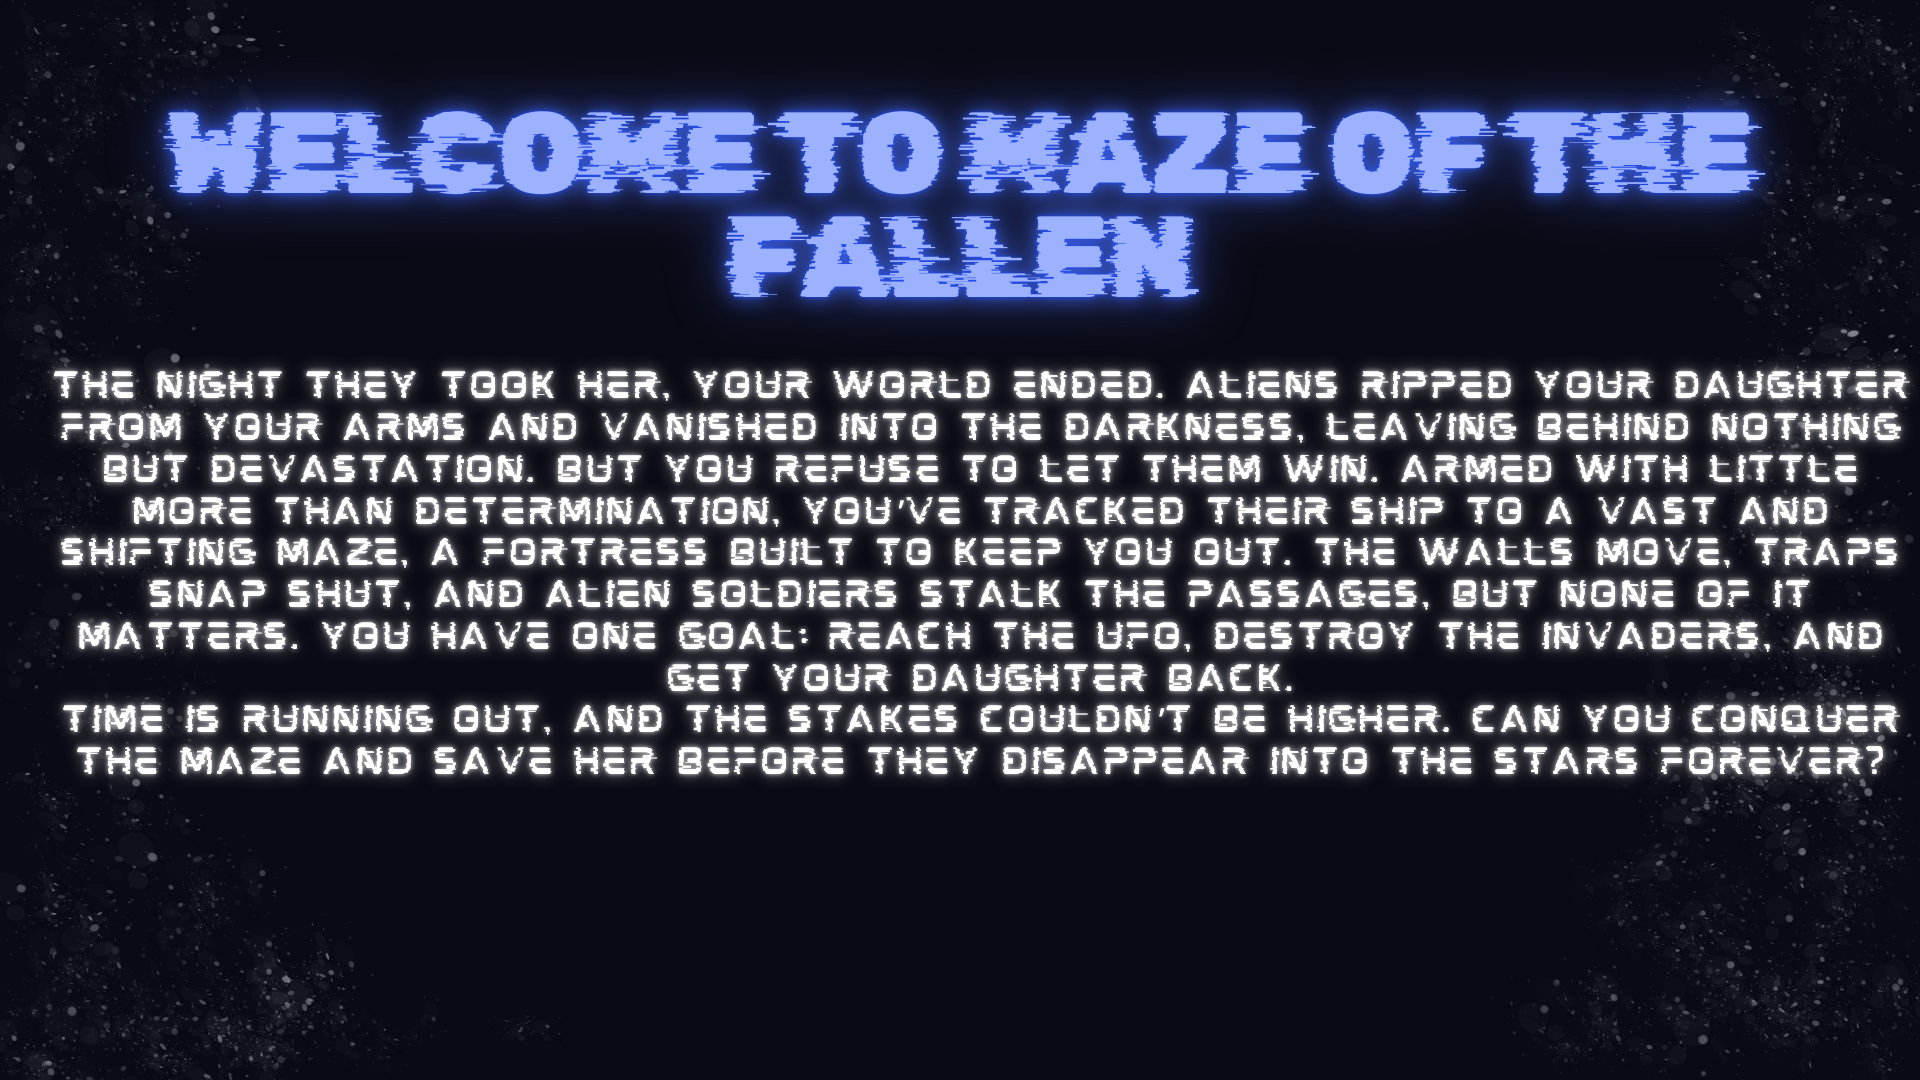 WELCOME TO MAZE OF THE
FALLEN
THE NIGHT THEY TOOK HER, YOUR WORLD ENDED. ALIENS RIPPED YOUR DAUGHTER
FROM YOUR ARMS AND VANISHED INTO THE DARKNESS, LEAVING BEHIND NOTHING
BUT DEVASTATION. BUT YOU REFUSE TO LET THEM WIN. ARMED WITH LITTLE
MORE THAN DETERMINATION, YOU'VE TRACKED THEIR SHIP TO A VAST AND
SHIFTING MAZE, A FORTRESS BUILT TO KEEP YOU OUT. THE WALLS MOVE, TRAPS
SNAP SHUT, AND ALIEN SOLDIERS STALK THE PASSAGES, BUT NONE OF IT
MATTERS. YOU HAVE ONE GOAL: REACH THE UFO, DESTROY THE INVADERS, AND
GET YOUR DAUGHTER BACK.
TIME IS RUNNING OUT, AND THE STAKES COULDN'T BE HIGHER. CAN YOU CONQUER
THE MAZE AND SAVE HER BEFORE THEY DISAPPEAR INTO THE STARS FOREVER?